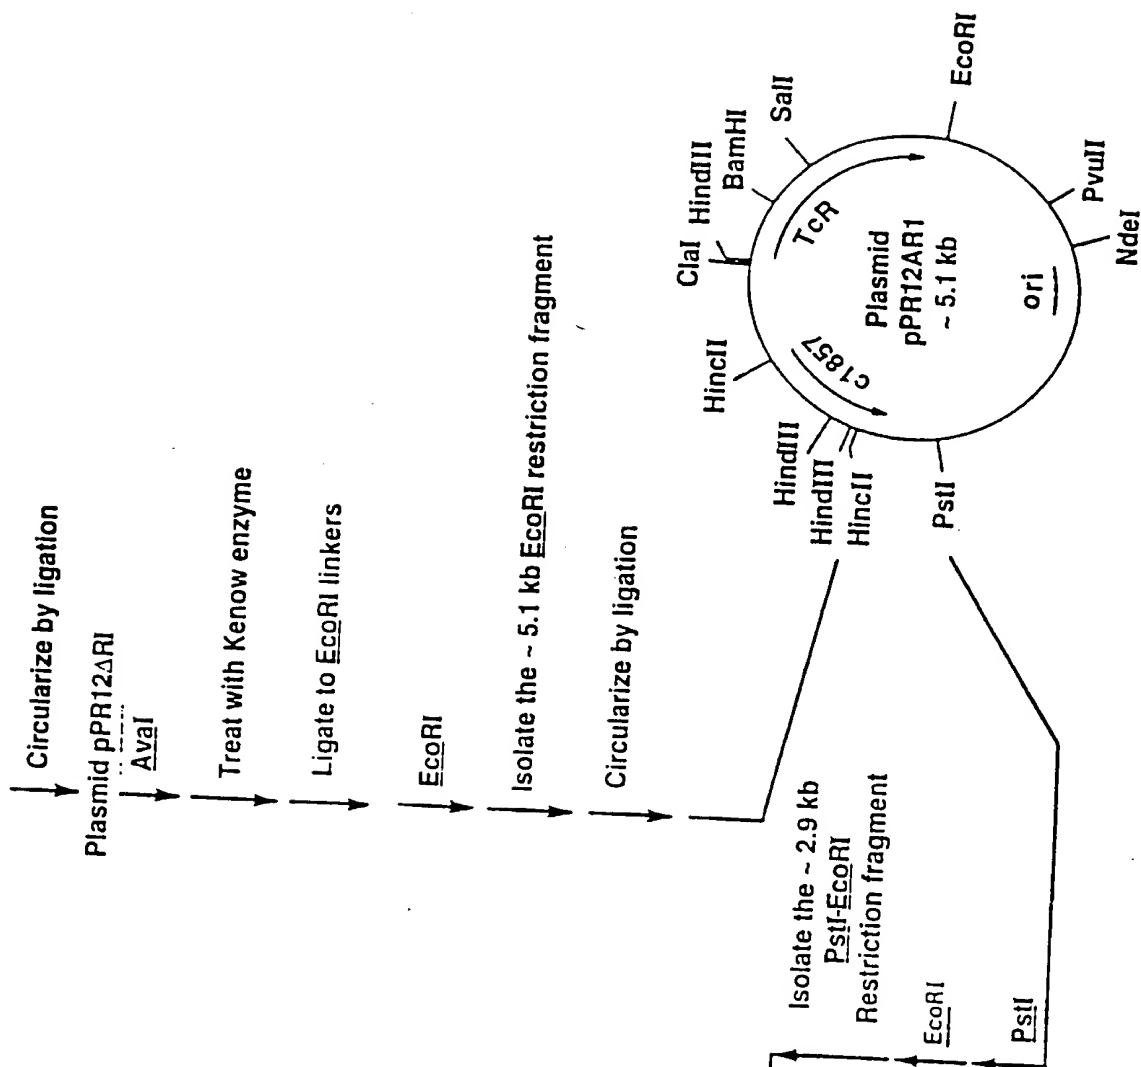 Circularize by ligation
Plasmid pPR12ΔRI
AvaI
Treat with Kenow enzyme
Ligate to EcoRI linkers
EcoRI
Isolate the ~ 5.1 kb EcoRI restriction fragment
Circularize by ligation
ClaI
HindIII
BamHI
SalI
EcoRI
PvuII
NdeI
PstI
HincII
HindIII
HindIII
HincII
TcR
c1857
Plasmid
pPR12AR1
~ 5.1 kb
ori
PstI
EcoRI
Isolate the ~ 2.9 kb
PstI-EcoRI
Restriction fragment